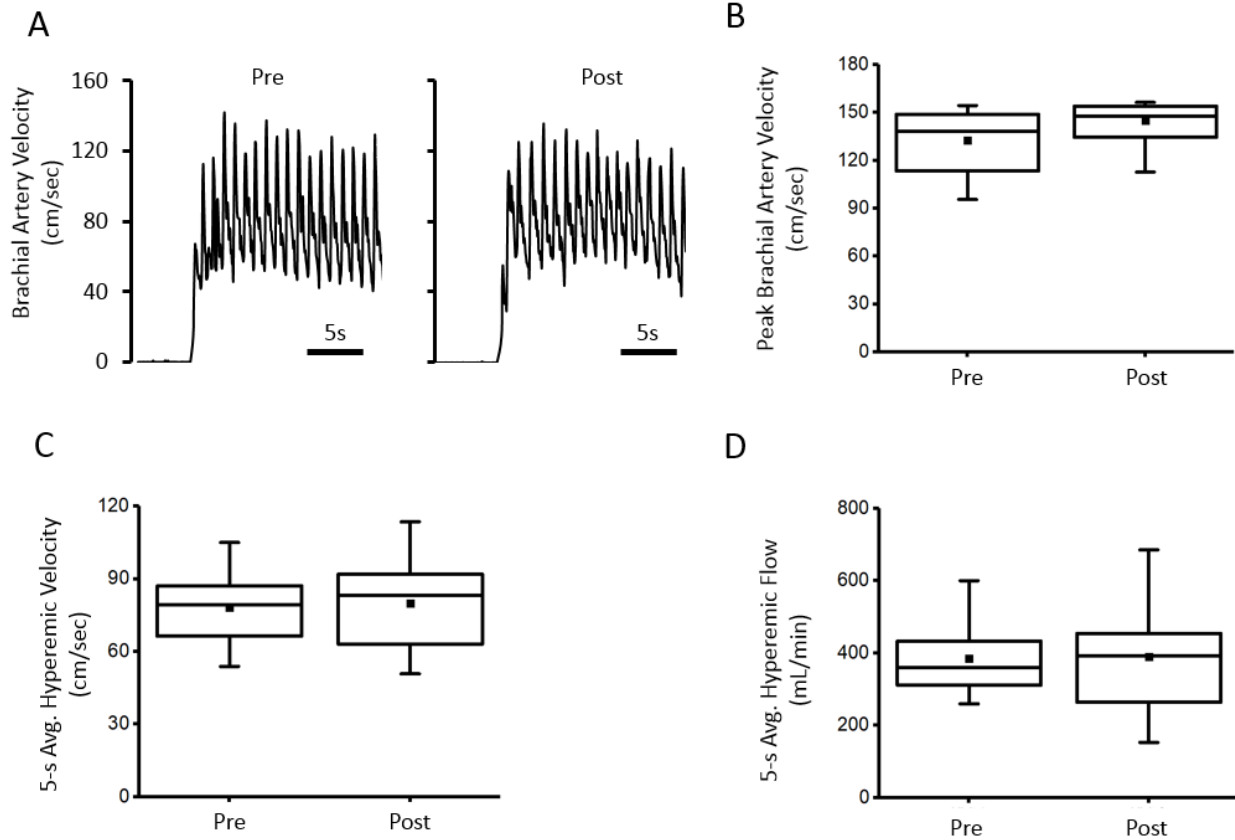 A
Pre
Post
Brachial Artery Velocity
(cm/sec)
160
120
80
40
0
5s
5s
B
Peak Brachial Artery Velocity
(cm/sec)
180
150
120
90
60
30
0
Pre
Post
C
5-s Avg. Hyperemic Velocity
(cm/sec)
120
90
60
30
0
Pre
Post
D
5-s Avg. Hyperemic Flow
(mL/min)
800
600
400
200
0
Pre
Post